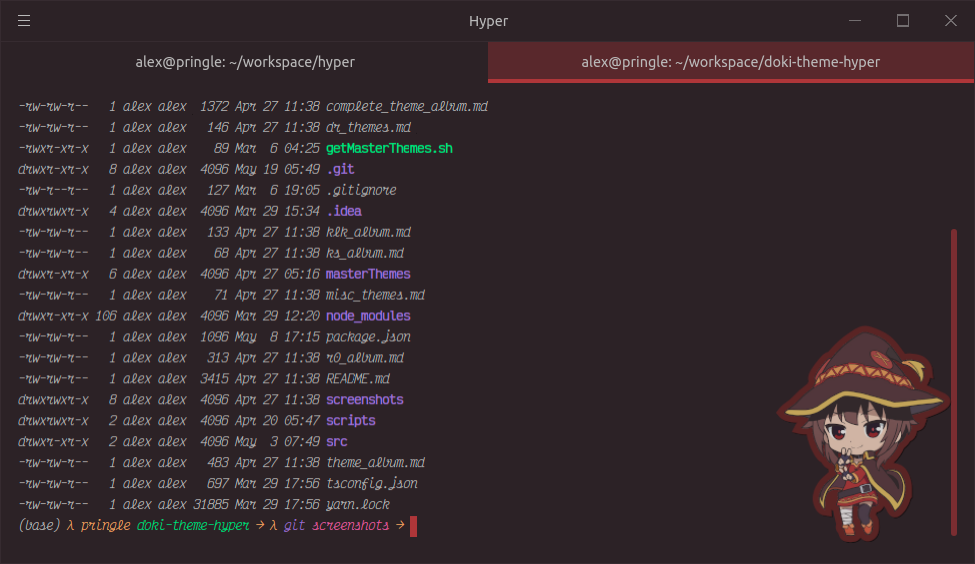 Hyper
alex@pringle: ~/workspace/hyper
alex@pringle: ~/workspace/doki-theme-hyper
-rw-rw-r-- 1 alex alex 1372 Apr 27 11:38 complete_theme_album.md
-rw-rw-r-- 1 alex alex 146 Apr 27 11:38 dr_themes.md
-rwxr-xr-x 1 alex alex 89 Mar 6 04:25 getMasterThemes.sh
drwxr-xr-x 8 alex alex 4096 May 19 05:49 .git
-rw-r--r-- 1 alex alex 127 Mar 6 19:05 .gitignore
drwxrwxr-x 4 alex alex 4096 Mar 29 15:34 .idea
-rw-rw-r-- 1 alex alex 133 Apr 27 11:38 klk_album.md
-rw-rw-r-- 1 alex alex 68 Apr 27 11:38 ks_album.md
drwxr-xr-x 6 alex alex 4096 Apr 27 05:16 masterThemes
-rw-rw-r-- 1 alex alex 71 Apr 27 11:38 misc_themes.md
drwxr-xr-x 106 alex alex 4096 Mar 29 12:20 node_modules
-rw-rw-r-- 1 alex alex 1096 May 8 17:15 package.json
-rw-rw-r-- 1 alex alex 313 Apr 27 11:38 r0_album.md
-rw-rw-r-- 1 alex alex 3415 Apr 27 11:38 README.md
drwxrwxr-x 8 alex alex 4096 Apr 27 11:38 screenshots
drwxrwxr-x 2 alex alex 4096 Apr 20 05:47 scripts
drwxr-xr-x 2 alex alex 4096 May 3 07:49 src
-rw-rw-r-- 1 alex alex 483 Apr 27 11:38 theme_album.md
-rw-rw-r-- 1 alex alex 697 Mar 29 17:56 tsconfig.json
-rw-rw-r-- 1 alex alex 31885 Mar 29 17:56 yarn.lock
(base) λ pringle doki-theme-hyper → λ git screenshots →